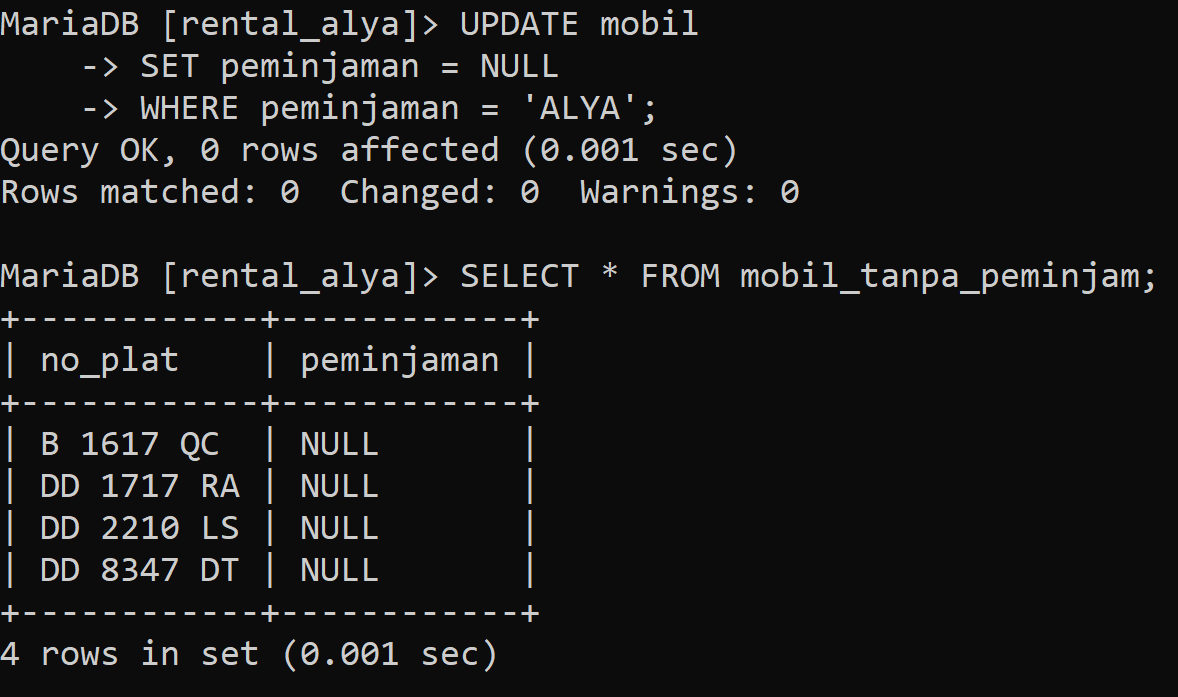 MariaDB [rental_alya]> UPDATE mobil
    -> SET peminjaman = NULL
    -> WHERE peminjaman = 'ALYA';
Query OK, 0 rows affected (0.001 sec)
Rows matched: 0  Changed: 0  Warnings: 0

MariaDB [rental_alya]> SELECT * FROM mobil_tanpa_peminjam;
+------------+------------+
| no_plat    | peminjaman |
+------------+------------+
| B 1617 QC  | NULL       |
| DD 1717 RA | NULL       |
| DD 2210 LS | NULL       |
| DD 8347 DT | NULL       |
+------------+------------+
4 rows in set (0.001 sec)